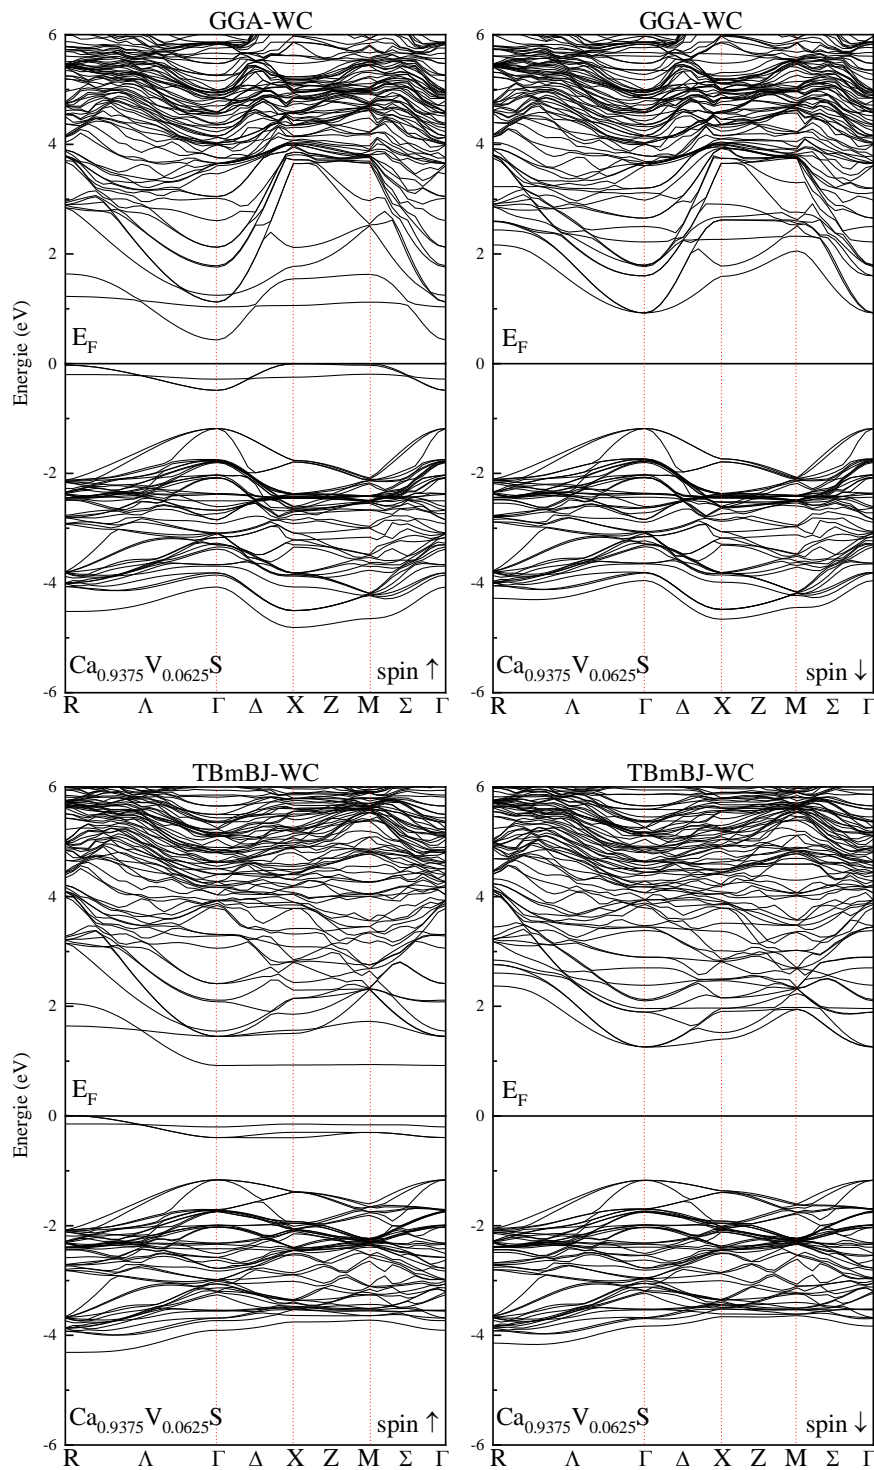 GGA-WC GGA-WC
6 6
4 4
2 2
E_F E_F
0 0
-2 -2
-4 -4
Ca0.9375V0.0625S spin ↑ Ca0.9375V0.0625S spin ↓
-6 -6
R Λ Γ Δ X Z M Σ Γ R Λ Γ Δ X Z M Σ Γ
Energie (eV)
TBmBJ-WC TBmBJ-WC
6 6
4 4
2 2
E_F E_F
0 0
-2 -2
-4 -4
Ca0.9375V0.0625S spin ↑ Ca0.9375V0.0625S spin ↓
-6 -6
R Λ Γ Δ X Z M Σ Γ R Λ Γ Δ X Z M Σ Γ
Energie (eV)